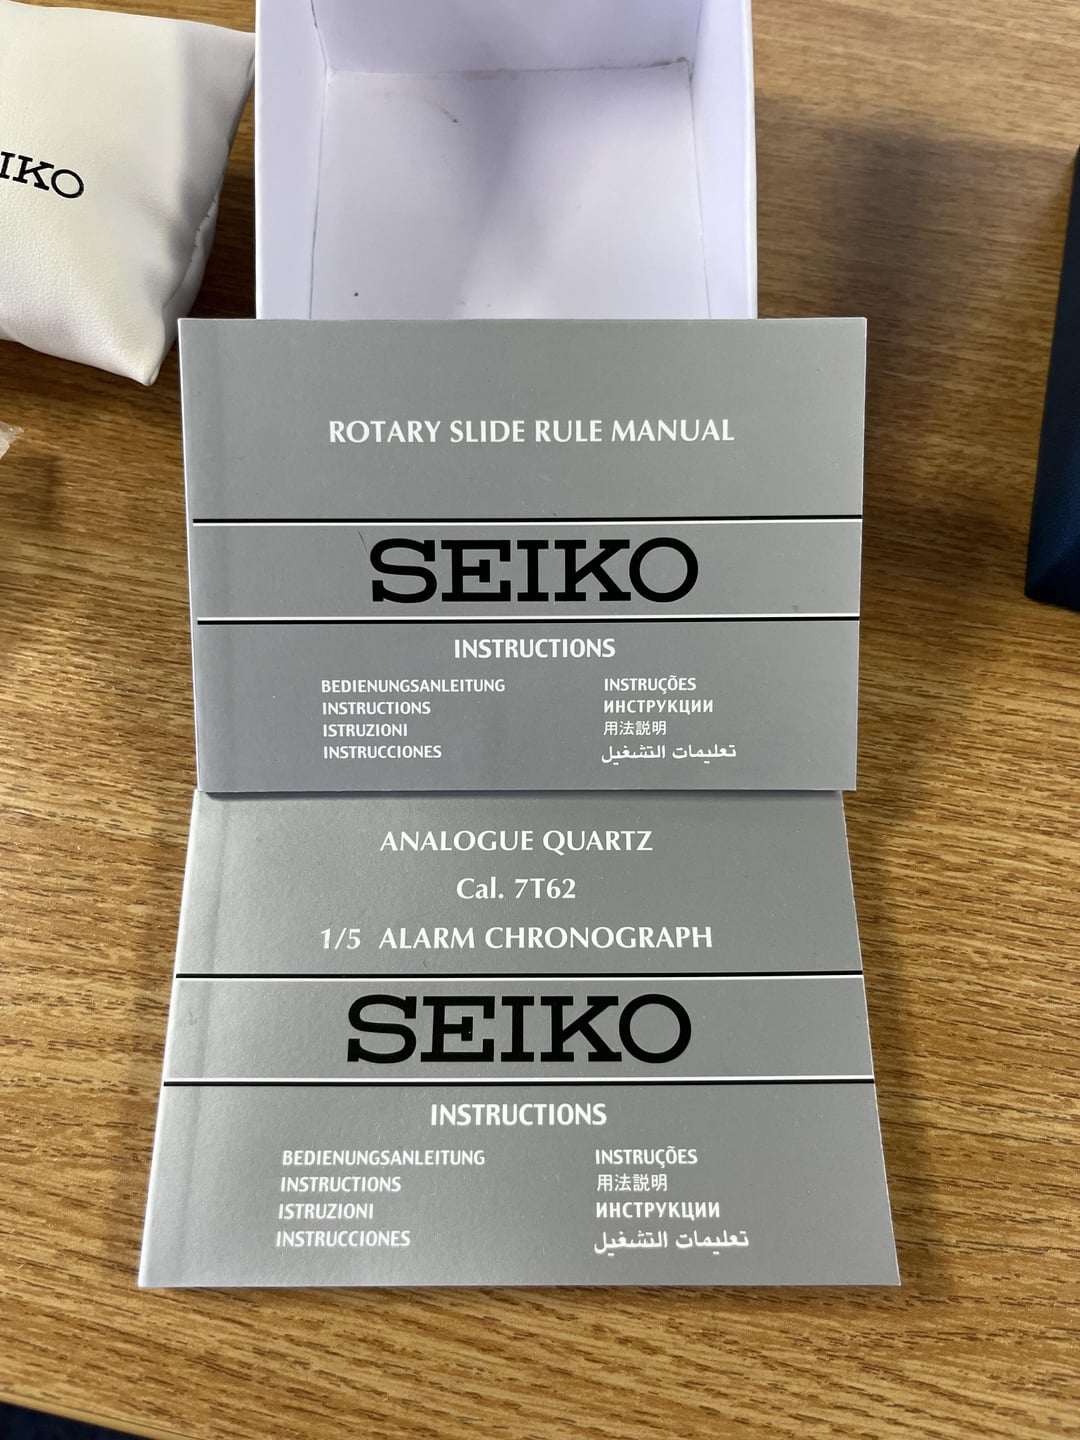 IKO
ROTARY SLIDE RULE MANUAL
SEIKO
INSTRUCTIONS
BEDIENUNGSANLEITUNG
INSTRUCTIONS
ISTRUZIONI
INSTRUCCIONES
INSTRUÇÕES
ИНСТРУКЦИИ
用法説明
تعليمات التشغيل
ANALOGUE QUARTZ
Cal. 7T62
1/5 ALARM CHRONOGRAPH
SEIKO
INSTRUCTIONS
BEDIENUNGSANLEITUNG
INSTRUCTIONS
ISTRUZIONI
INSTRUCCIONES
INSTRUÇÕES
用法説明
ИНСТРУКЦИИ
تعليمات التشغيل